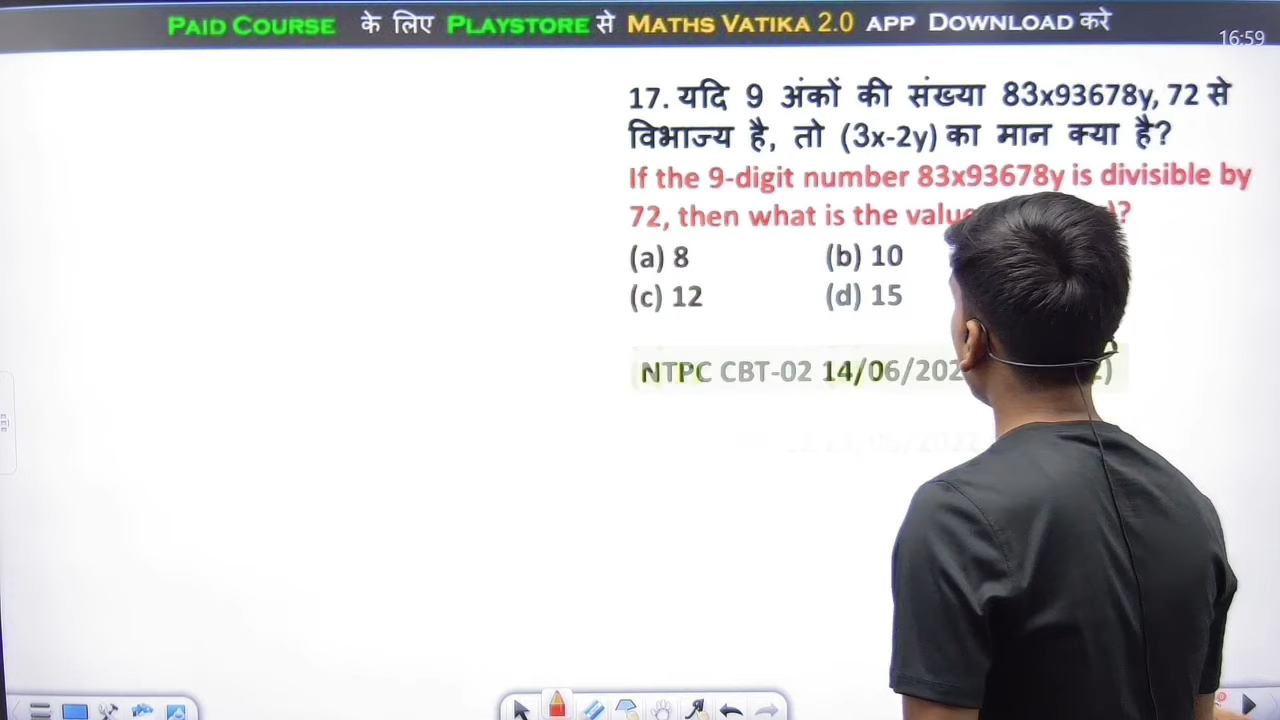 PAID COURSE के लिए PLAYSTORE से MATHS VATIKA 2.0 APP DOWNLOAD करे
16:59
17. यदि 9 अंकों की संख्या 83x93678y, 72 से
विभाज्य है, तो (3x-2y) का मान क्या है?
If the 9-digit number 83x93678y is divisible by
72, then what is the )?
(a) 8 (b) 10
(c) 12 (d) 15
NTPC CBT-02 14/06/